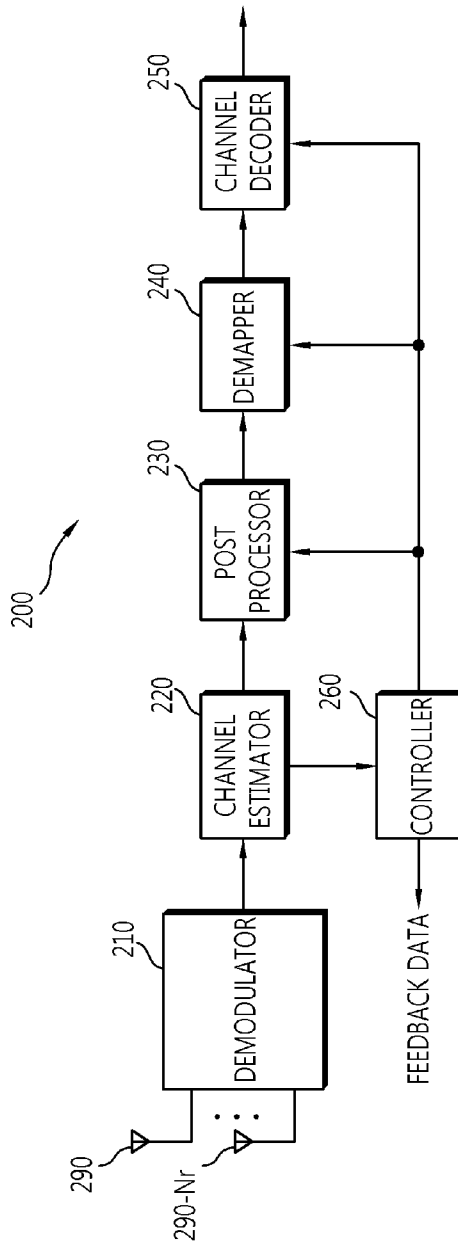 200
290
290-Nr
210
DEMODULATOR
220
CHANNEL
ESTIMATOR
230
POST
PROCESSOR
240
DEMAPPER
250
CHANNEL
DECODER
260
CONTROLLER
FEEDBACK DATA